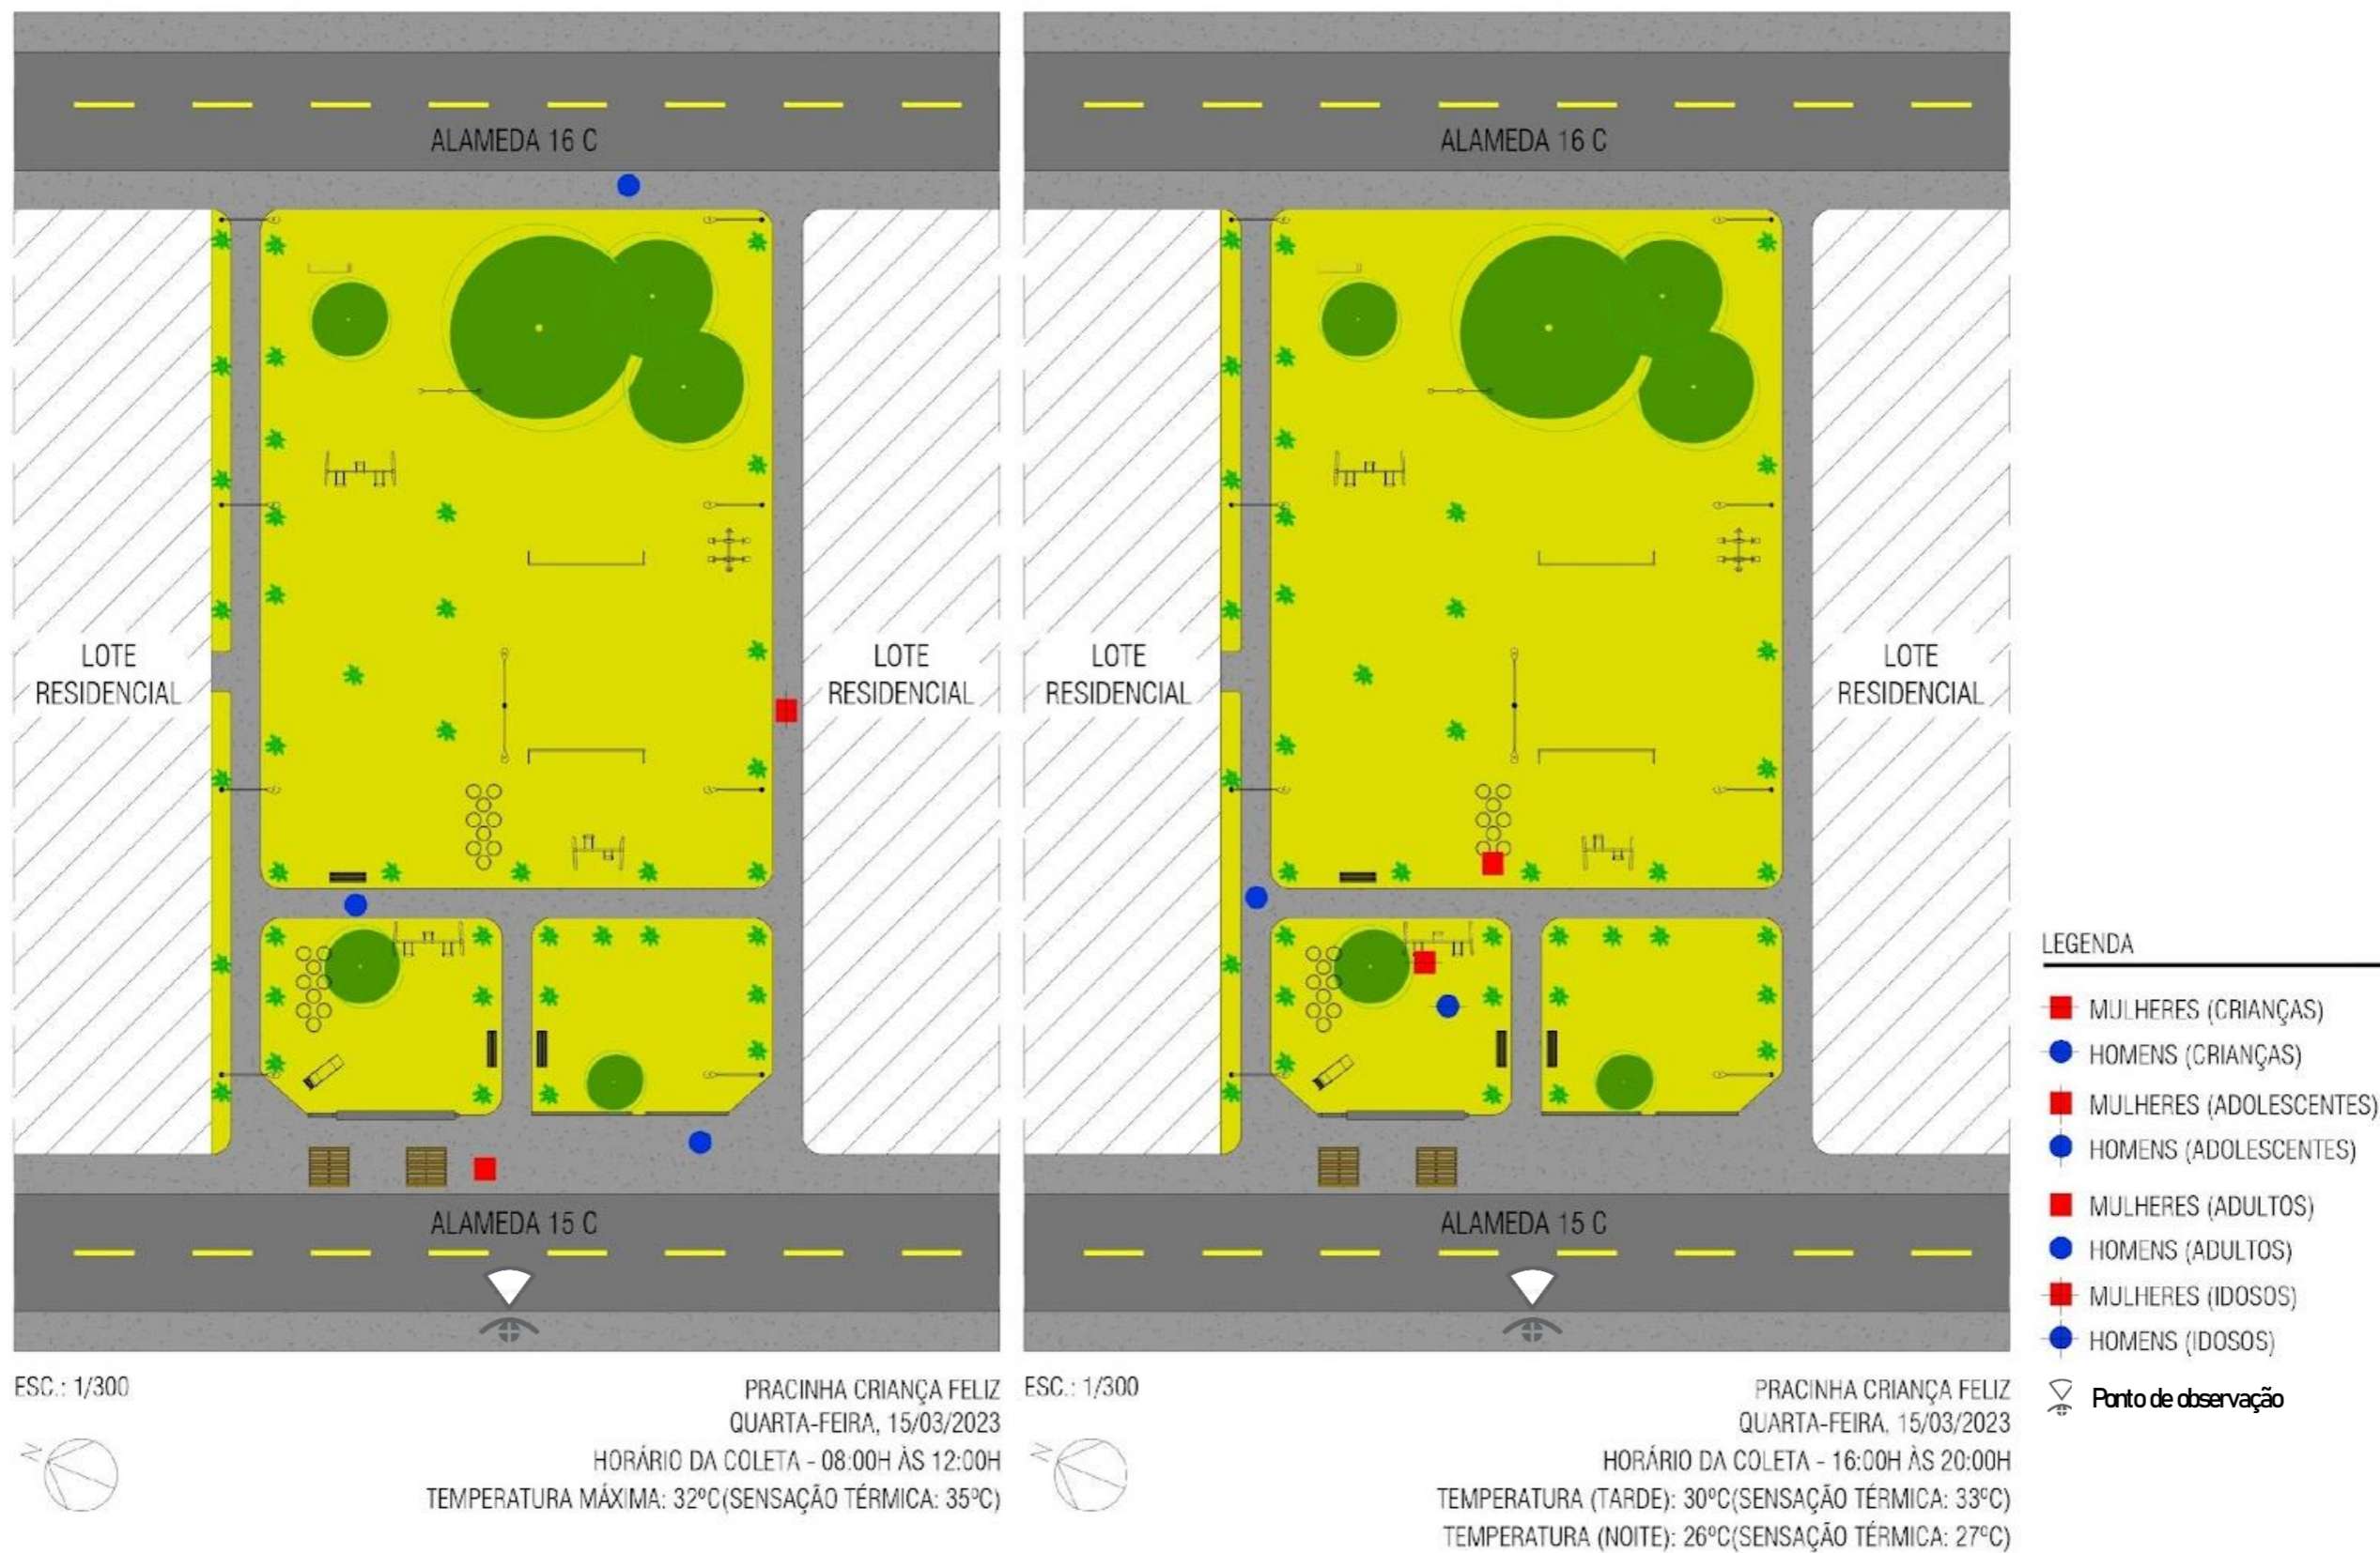 ALAMEDA 16 C
LOTE
RESIDENCIAL
LOTE
RESIDENCIAL
ALAMEDA 15 C
ESC.: 1/300
N
PRACINHA CRIANÇA FELIZ
QUARTA-FEIRA, 15/03/2023
HORÁRIO DA COLETA - 08:00H ÀS 12:00H
TEMPERATURA MÁXIMA: 32ºC(SENSAÇÃO TÉRMICA: 35ºC)
ALAMEDA 16 C
LOTE
RESIDENCIAL
LOTE
RESIDENCIAL
ALAMEDA 15 C
ESC.: 1/300
N
PRACINHA CRIANÇA FELIZ
QUARTA-FEIRA, 15/03/2023
HORÁRIO DA COLETA - 16:00H ÀS 20:00H
TEMPERATURA (TARDE): 30ºC(SENSAÇÃO TÉRMICA: 33ºC)
TEMPERATURA (NOITE): 26ºC(SENSAÇÃO TÉRMICA: 27ºC)
LEGENDA
MULHERES (CRIANÇAS)
HOMENS (CRIANÇAS)
MULHERES (ADOLESCENTES)
HOMENS (ADOLESCENTES)
MULHERES (ADULTOS)
HOMENS (ADULTOS)
MULHERES (IDOSOS)
HOMENS (IDOSOS)
Ponto de observação